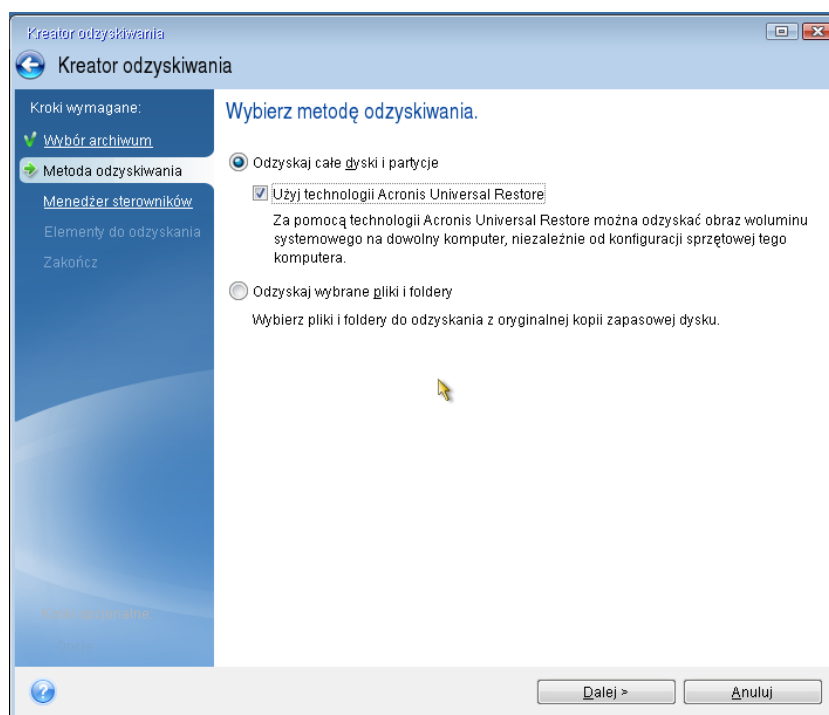 Kreator odzyskiwania
Kreator odzyskiwania
Kroki wymagane:
Wybór archiwum
Metoda odzyskiwania
Menedżer sterowników
Elementy do odzyskania
Zakończ
Wybierz metodę odzyskiwania.
Odzyskaj całe dyski i partycje
Użyj technologii Acronis Universal Restore
Za pomocą technologii Acronis Universal Restore można odzyskać obraz woluminu
systemowego na dowolny komputer, niezależnie od konfiguracji sprzętowej tego
komputera.
Odzyskaj wybrane pliki i foldery
Wybierz pliki i foldery do odzyskania z oryginalnej kopii zapasowej dysku.
Dalej >
Anuluj